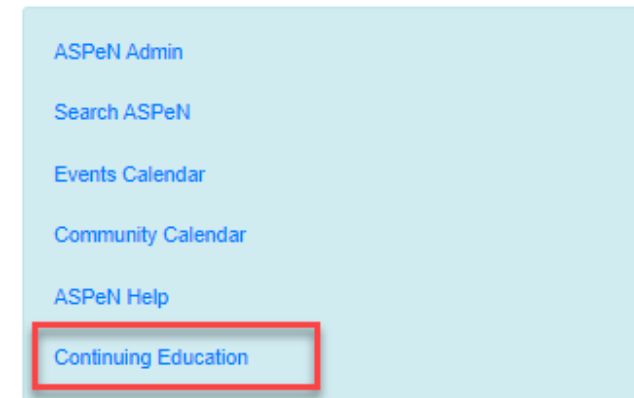 ASPeN Admin
Search ASPeN
Events Calendar
Community Calendar
ASPeN Help
Continuing Education